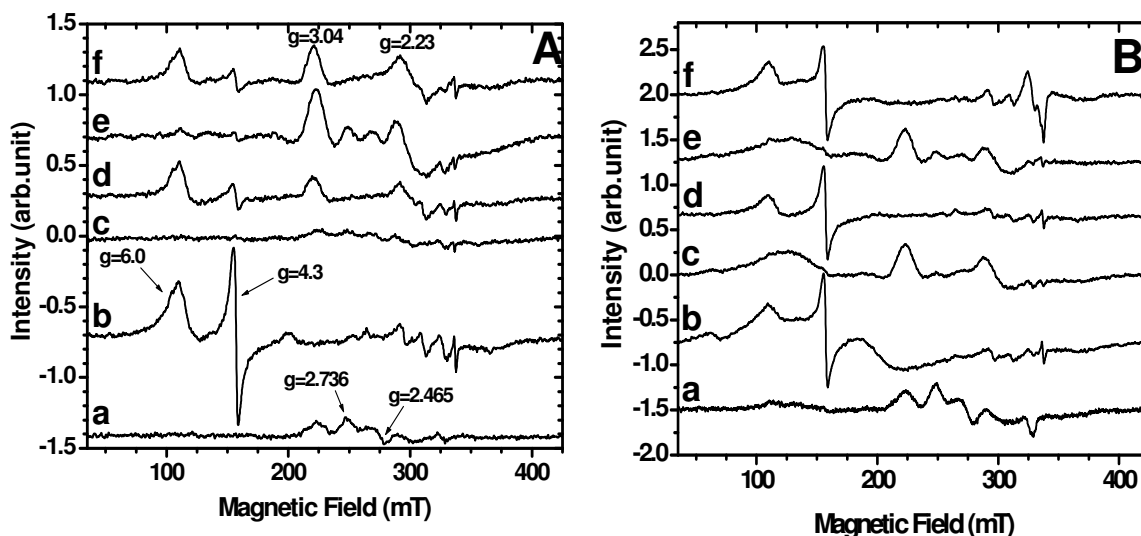 A
1.5
1.0
0.5
0.0
-0.5
-1.0
-1.5
Intensity (arb.unit)
f
e
d
c
b
a
g=3.04
g=2.23
g=6.0
g=4.3
g=2.736
g=2.465
100
200
300
400
Magnetic Field (mT)
B
2.5
2.0
1.5
1.0
0.5
0.0
-0.5
-1.0
-1.5
-2.0
Intensity (arb.unit)
f
e
d
c
b
a
100
200
300
400
Magnetic Field (mT)